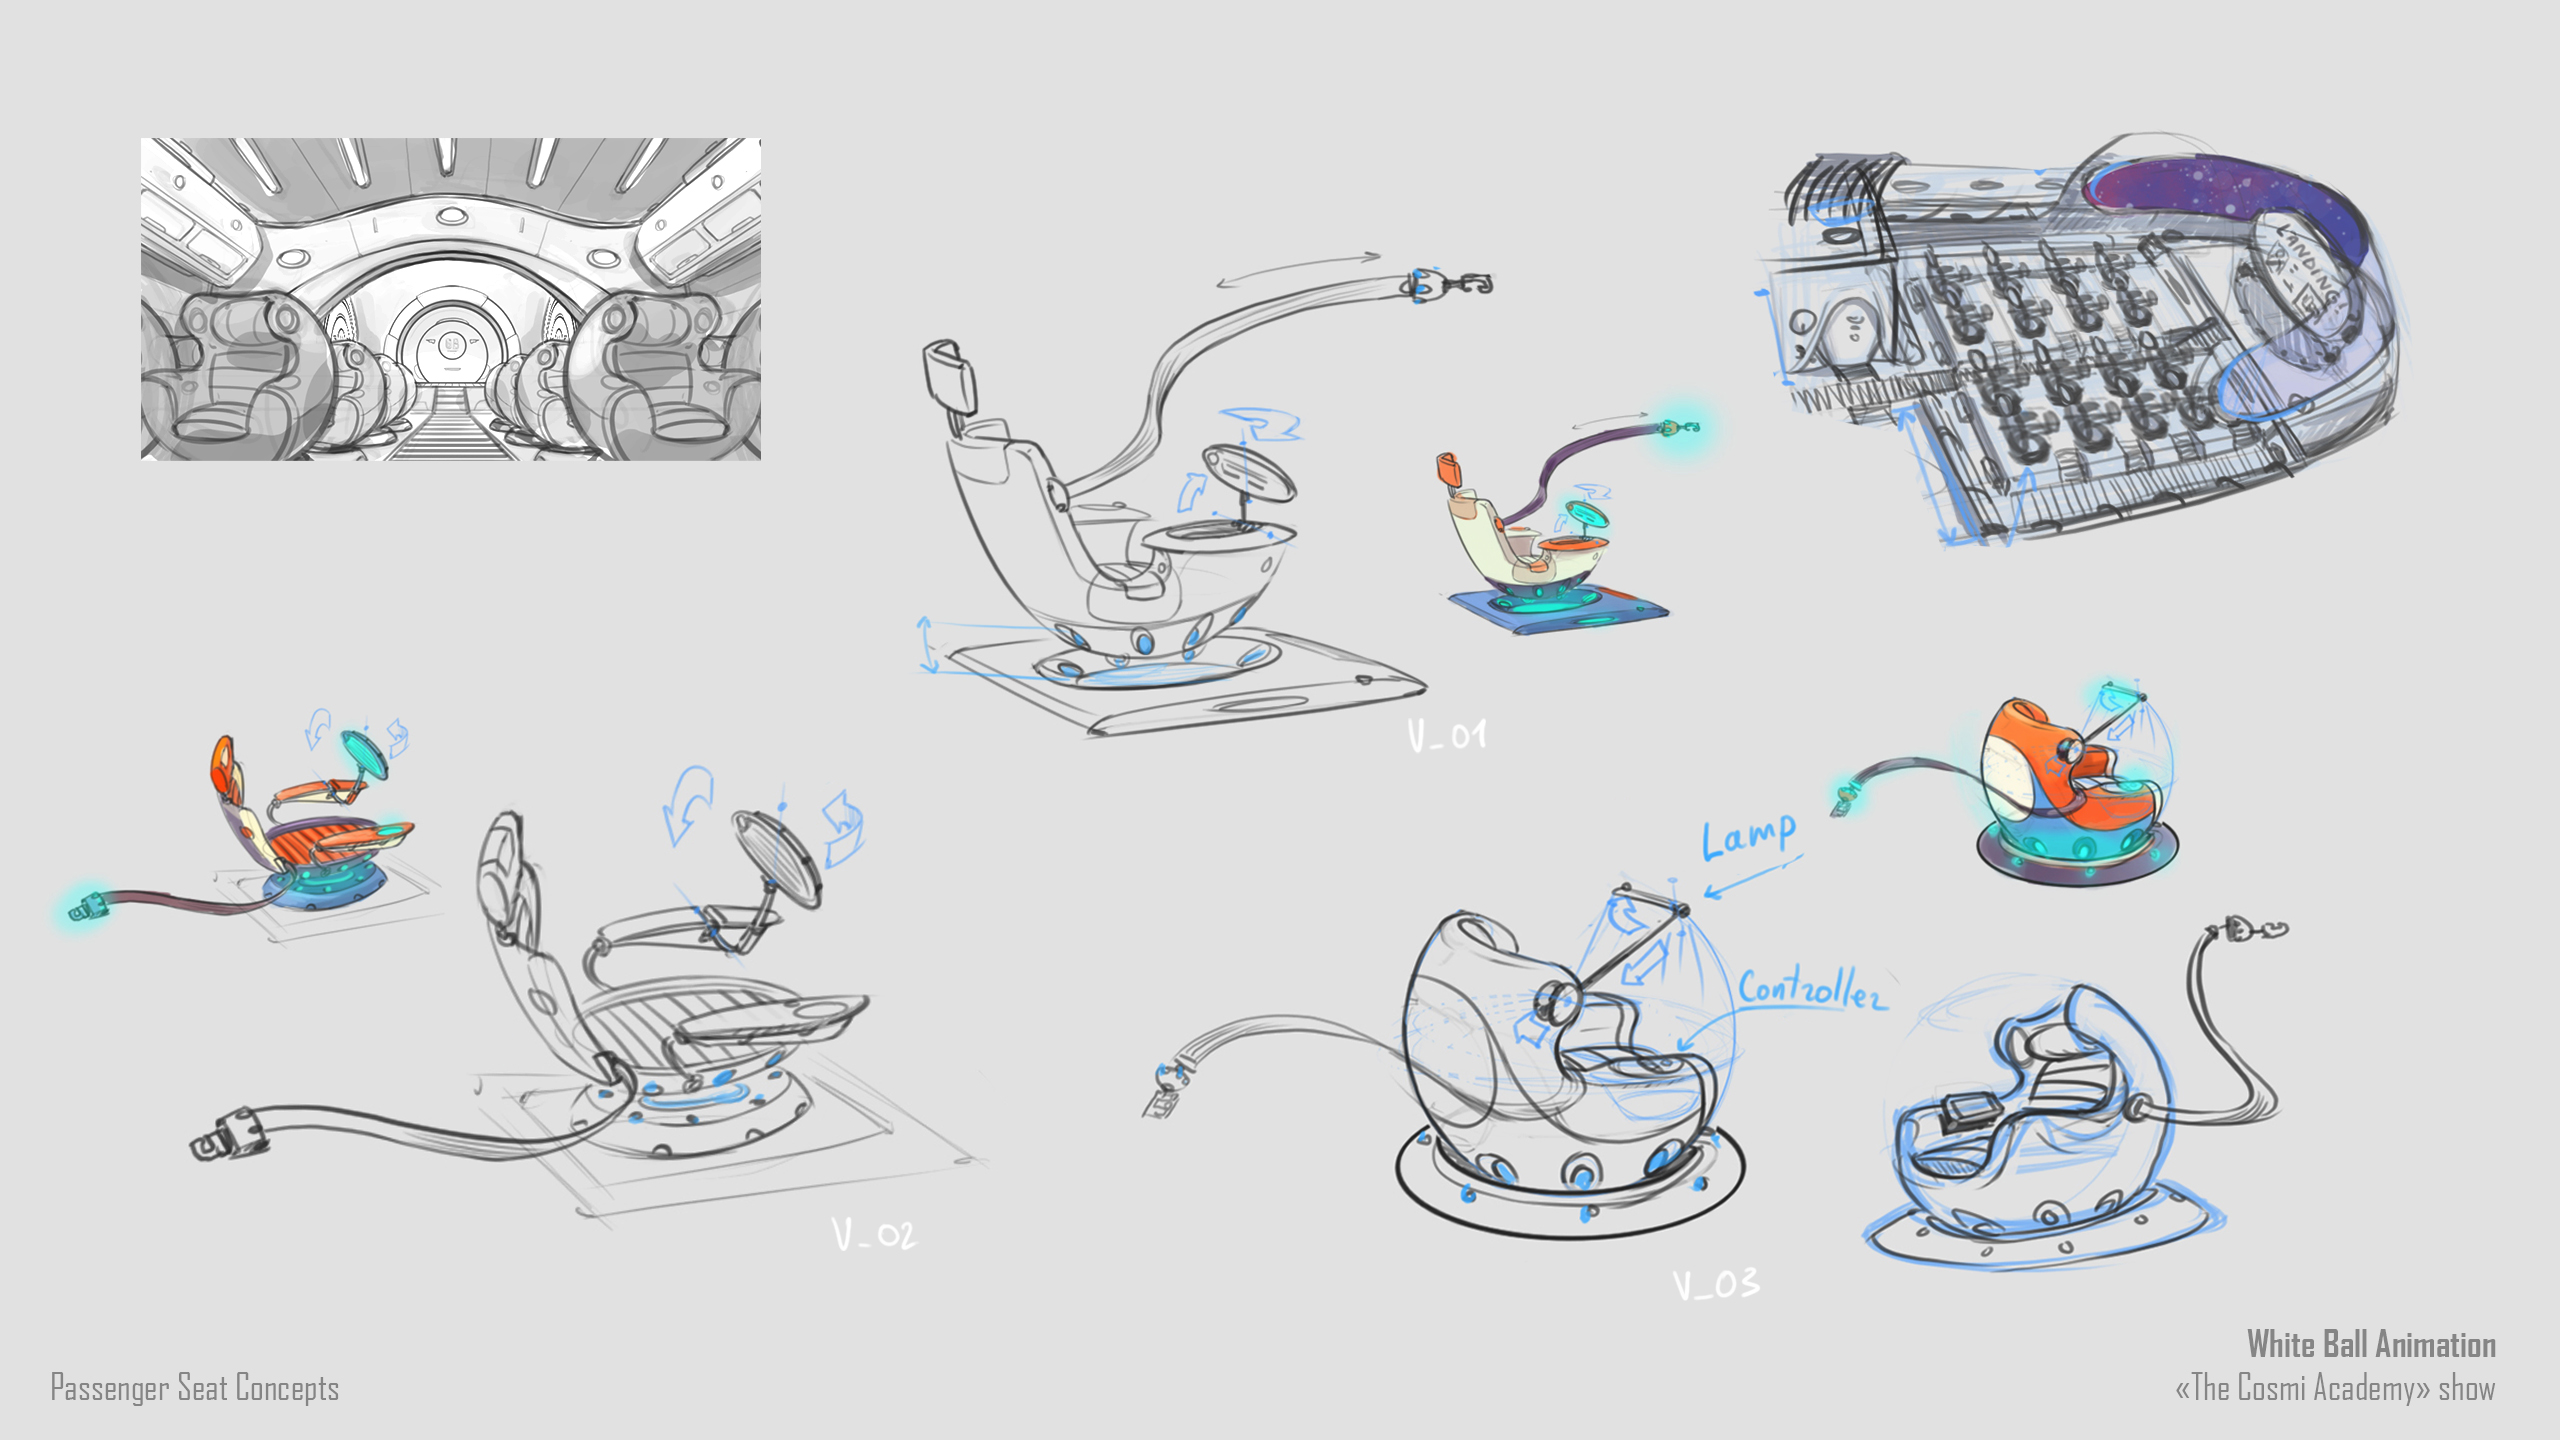 LANDING!
V_01
Lamp
Controller
V_02
V_03
White Ball Animation
Passenger Seat Concepts
«The Cosmi Academy» show